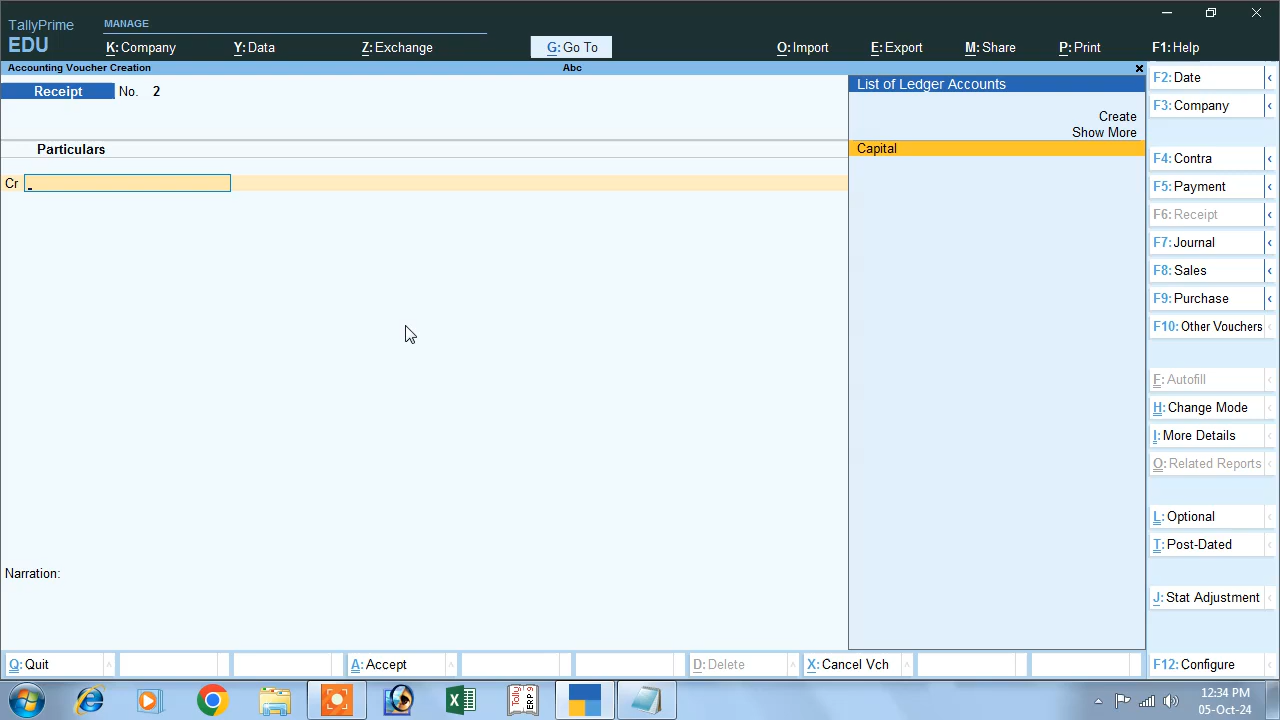 TallyPrime
EDU
MANAGE
K: Company
Y: Data
Z: Exchange
G: Go To
O: Import
E: Export
M: Share
P: Print
F1: Help
Accounting Voucher Creation
Abc
Receipt No. 2
Particulars
Cr
Narration:
List of Ledger Accounts
Create
Show More
Capital
F2: Date
F3: Company
F4: Contra
F5: Payment
F6: Receipt
F7: Journal
F8: Sales
F9: Purchase
F10: Other Vouchers
F: Autofill
H: Change Mode
I: More Details
O: Related Reports
L: Optional
T: Post-Dated
J: Stat Adjustment
F12: Configure
Q: Quit
A: Accept
D: Delete
X: Cancel Vch
Tally
ERP 9
12:34 PM
05-Oct-24